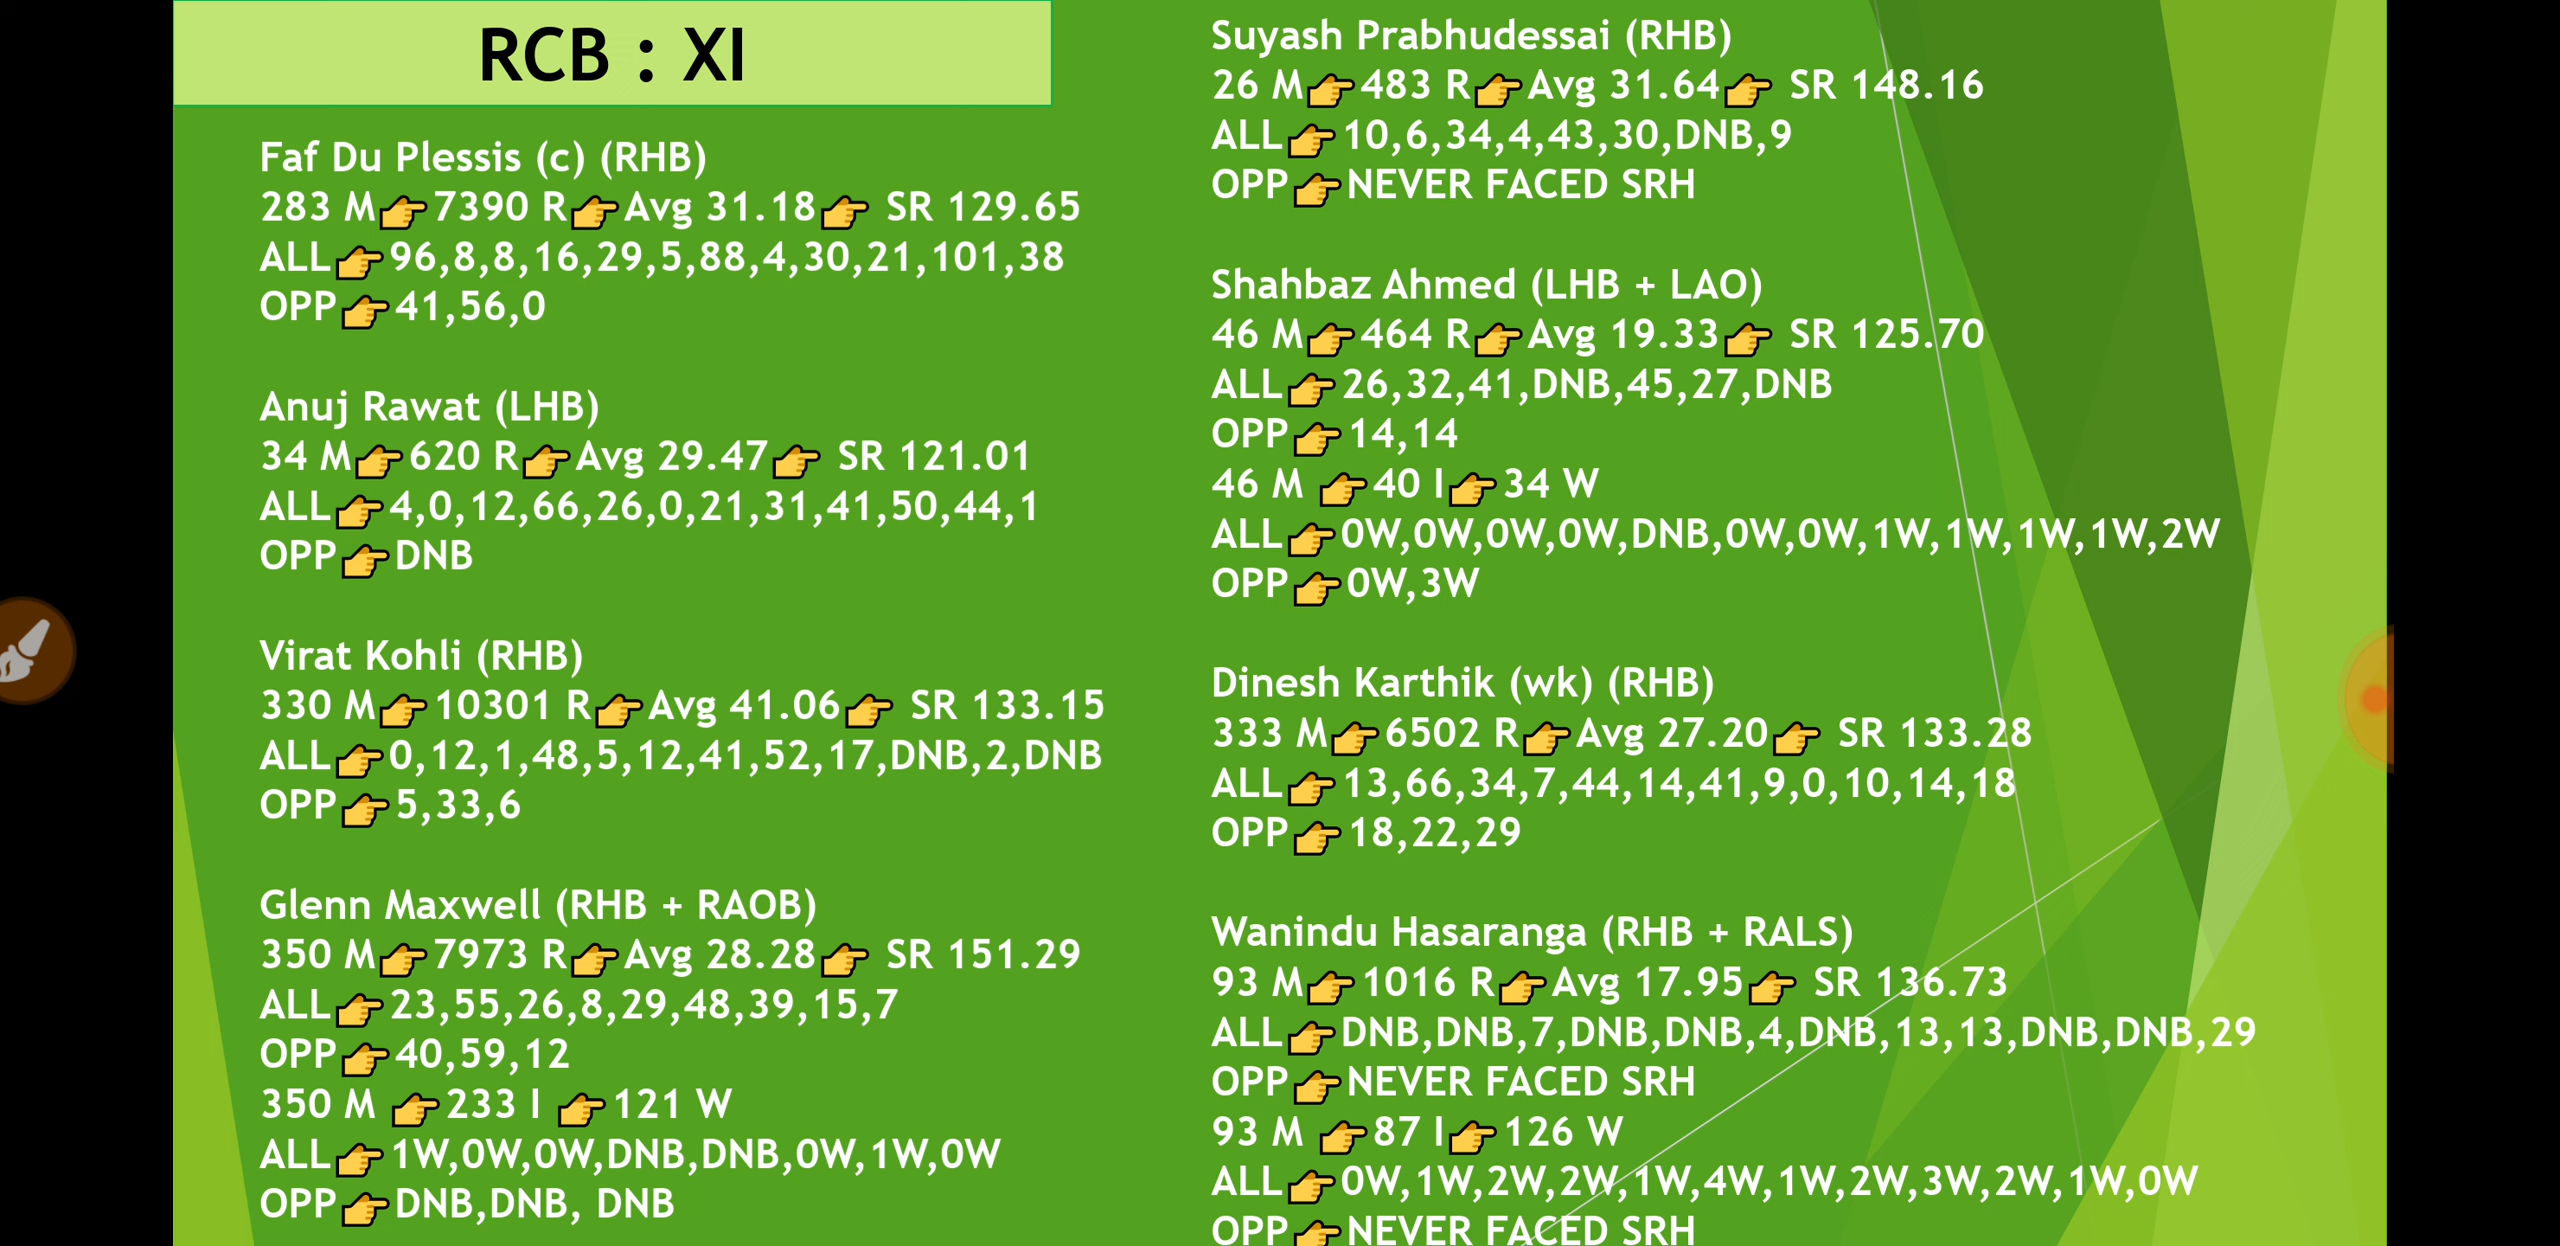 RCB : XI
Faf Du Plessis (c) (RHB)
283 M👉7390 R👉Avg 31.18👉 SR 129.65
ALL👉96,8,8,16,29,5,88,4,30,21,101,38
OPP👉41,56,0
Anuj Rawat (LHB)
34 M👉620 R👉Avg 29.47👉 SR 121.01
ALL👉4,0,12,66,26,0,21,31,41,50,44,1
OPP👉DNB
Virat Kohli (RHB)
330 M👉10301 R👉Avg 41.06👉 SR 133.15
ALL👉0,12,1,48,5,12,41,52,17,DNB,2,DNB
OPP👉5,33,6
Glenn Maxwell (RHB + RAOB)
350 M👉7973 R👉Avg 28.28👉 SR 151.29
ALL👉23,55,26,8,29,48,39,15,7
OPP👉40,59,12
350 M 👉233 I 👉121 W
ALL👉1W,0W,0W,DNB,DNB,0W,1W,0W
OPP👉DNB,DNB, DNB
Suyash Prabhudessai (RHB)
26 M👉483 R👉Avg 31.64👉 SR 148.16
ALL👉10,6,34,4,43,30,DNB,9
OPP👉NEVER FACED SRH
Shahbaz Ahmed (LHB + LAO)
46 M👉464 R👉Avg 19.33👉 SR 125.70
ALL👉26,32,41,DNB,45,27,DNB
OPP👉14,14
46 M 👉40 I👉34 W
ALL👉0W,0W,0W,0W,DNB,0W,0W,1W,1W,1W,1W,2W
OPP👉0W,3W
Dinesh Karthik (wk) (RHB)
333 M👉6502 R👉Avg 27.20👉 SR 133.28
ALL👉13,66,34,7,44,14,41,9,0,10,14,18
OPP👉18,22,29
Wanindu Hasaranga (RHB + RALS)
93 M👉1016 R👉Avg 17.95👉 SR 136.73
ALL👉DNB,DNB,7,DNB,DNB,4,DNB,13,13,DNB,DNB,29
OPP👉NEVER FACED SRH
93 M 👉87 I👉126 W
ALL👉0W,1W,2W,2W,1W,4W,1W,2W,3W,2W,1W,0W
OPP👉NEVER FACED SRH